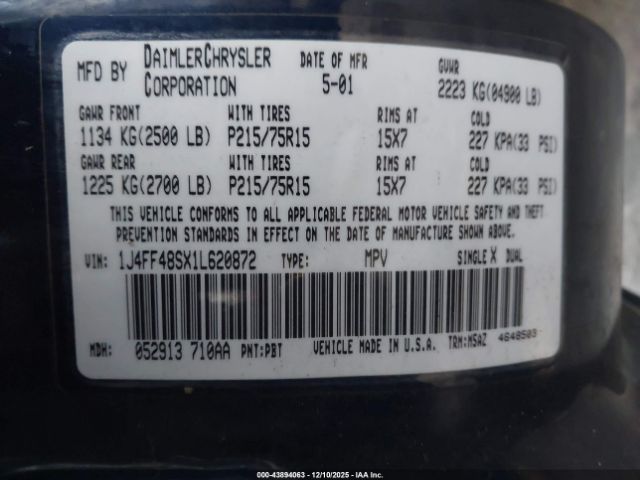 MFD BY DAIMLERCHRYSLER CORPORATION DATE OF MFR 5-01 GVWR 2223 KG(04900 LB)
GAWR FRONT WITH TIRES RIMS AT COLD
1134 KG(2500 LB) P215/75R15 15X7 227 KPA(33 PSI)
GAWR REAR WITH TIRES RIMS AT COLD
1225 KG(2700 LB) P215/75R15 15X7 227 KPA(33 PSI)
THIS VEHICLE CONFORMS TO ALL APPLICABLE FEDERAL MOTOR VEHICLE SAFETY AND THEFT
PREVENTION STANDARDS IN EFFECT ON THE DATE OF MANUFACTURE SHOWN ABOVE.
VIN: 1J4FF48SX1L620872 TYPE: MPV SINGLE X DUAL
MDH: 052913 710AA PNT:PBT VEHICLE MADE IN U.S.A. TRM:MSAZ 4648503
000-43894063 - 12/10/2025 - IAA Inc.